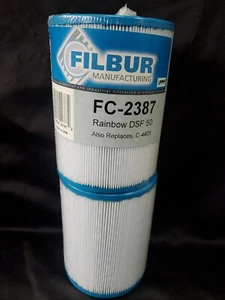 FILBUR
MANUFACTURING
FC-2387
Rainbow DSF 50
Also Replaces: C-4405